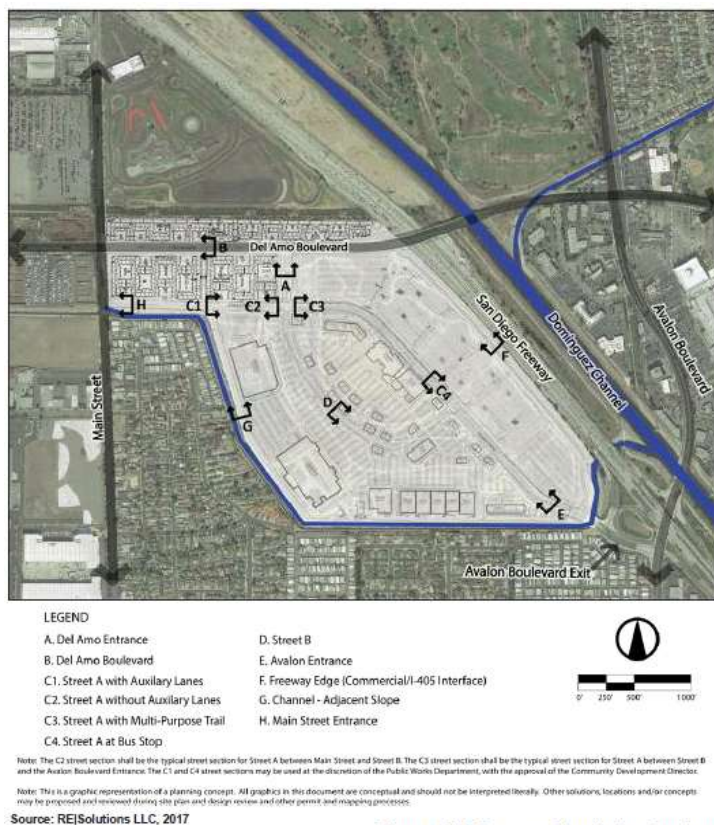 B
Del Amo Boulevard
A
H
C1
C2
C3
San Diego Freeway
F
Dominguez Channel
Avalon Boulevard
C4
D
Main Street
G
E
Avalon Boulevard Exit
LEGEND
A. Del Amo Entrance
B. Del Amo Boulevard
C1. Street A with Auxilary Lanes
C2. Street A without Auxilary Lanes
C3. Street A with Multi-Purpose Trail
C4. Street A at Bus Stop
D. Street B
E. Avalon Entrance
F. Freeway Edge (Commercial/I-405 Interface)
G. Channel - Adjacent Slope
H. Main Street Entrance
0' 250' 500' 1000'
Note: The C2 street section shall be the typical street section for Street A between Main Street and Street B. The C3 street section shall be the typical street section for Street A between Street B
and the Avalon Boulevard Entrance. The C1 and C4 street sections may be used at the discretion of the Public Works Department, with the approval of the Community Development Director.
Note: This is a graphic representation of a planning concept. All graphics in this document are conceptual and should not be interpreted literally. Other solutions, locations and/or concepts
may be proposed and reviewed during site plan and design review and other permit and mapping processes.
Source: RE|Solutions LLC, 2017